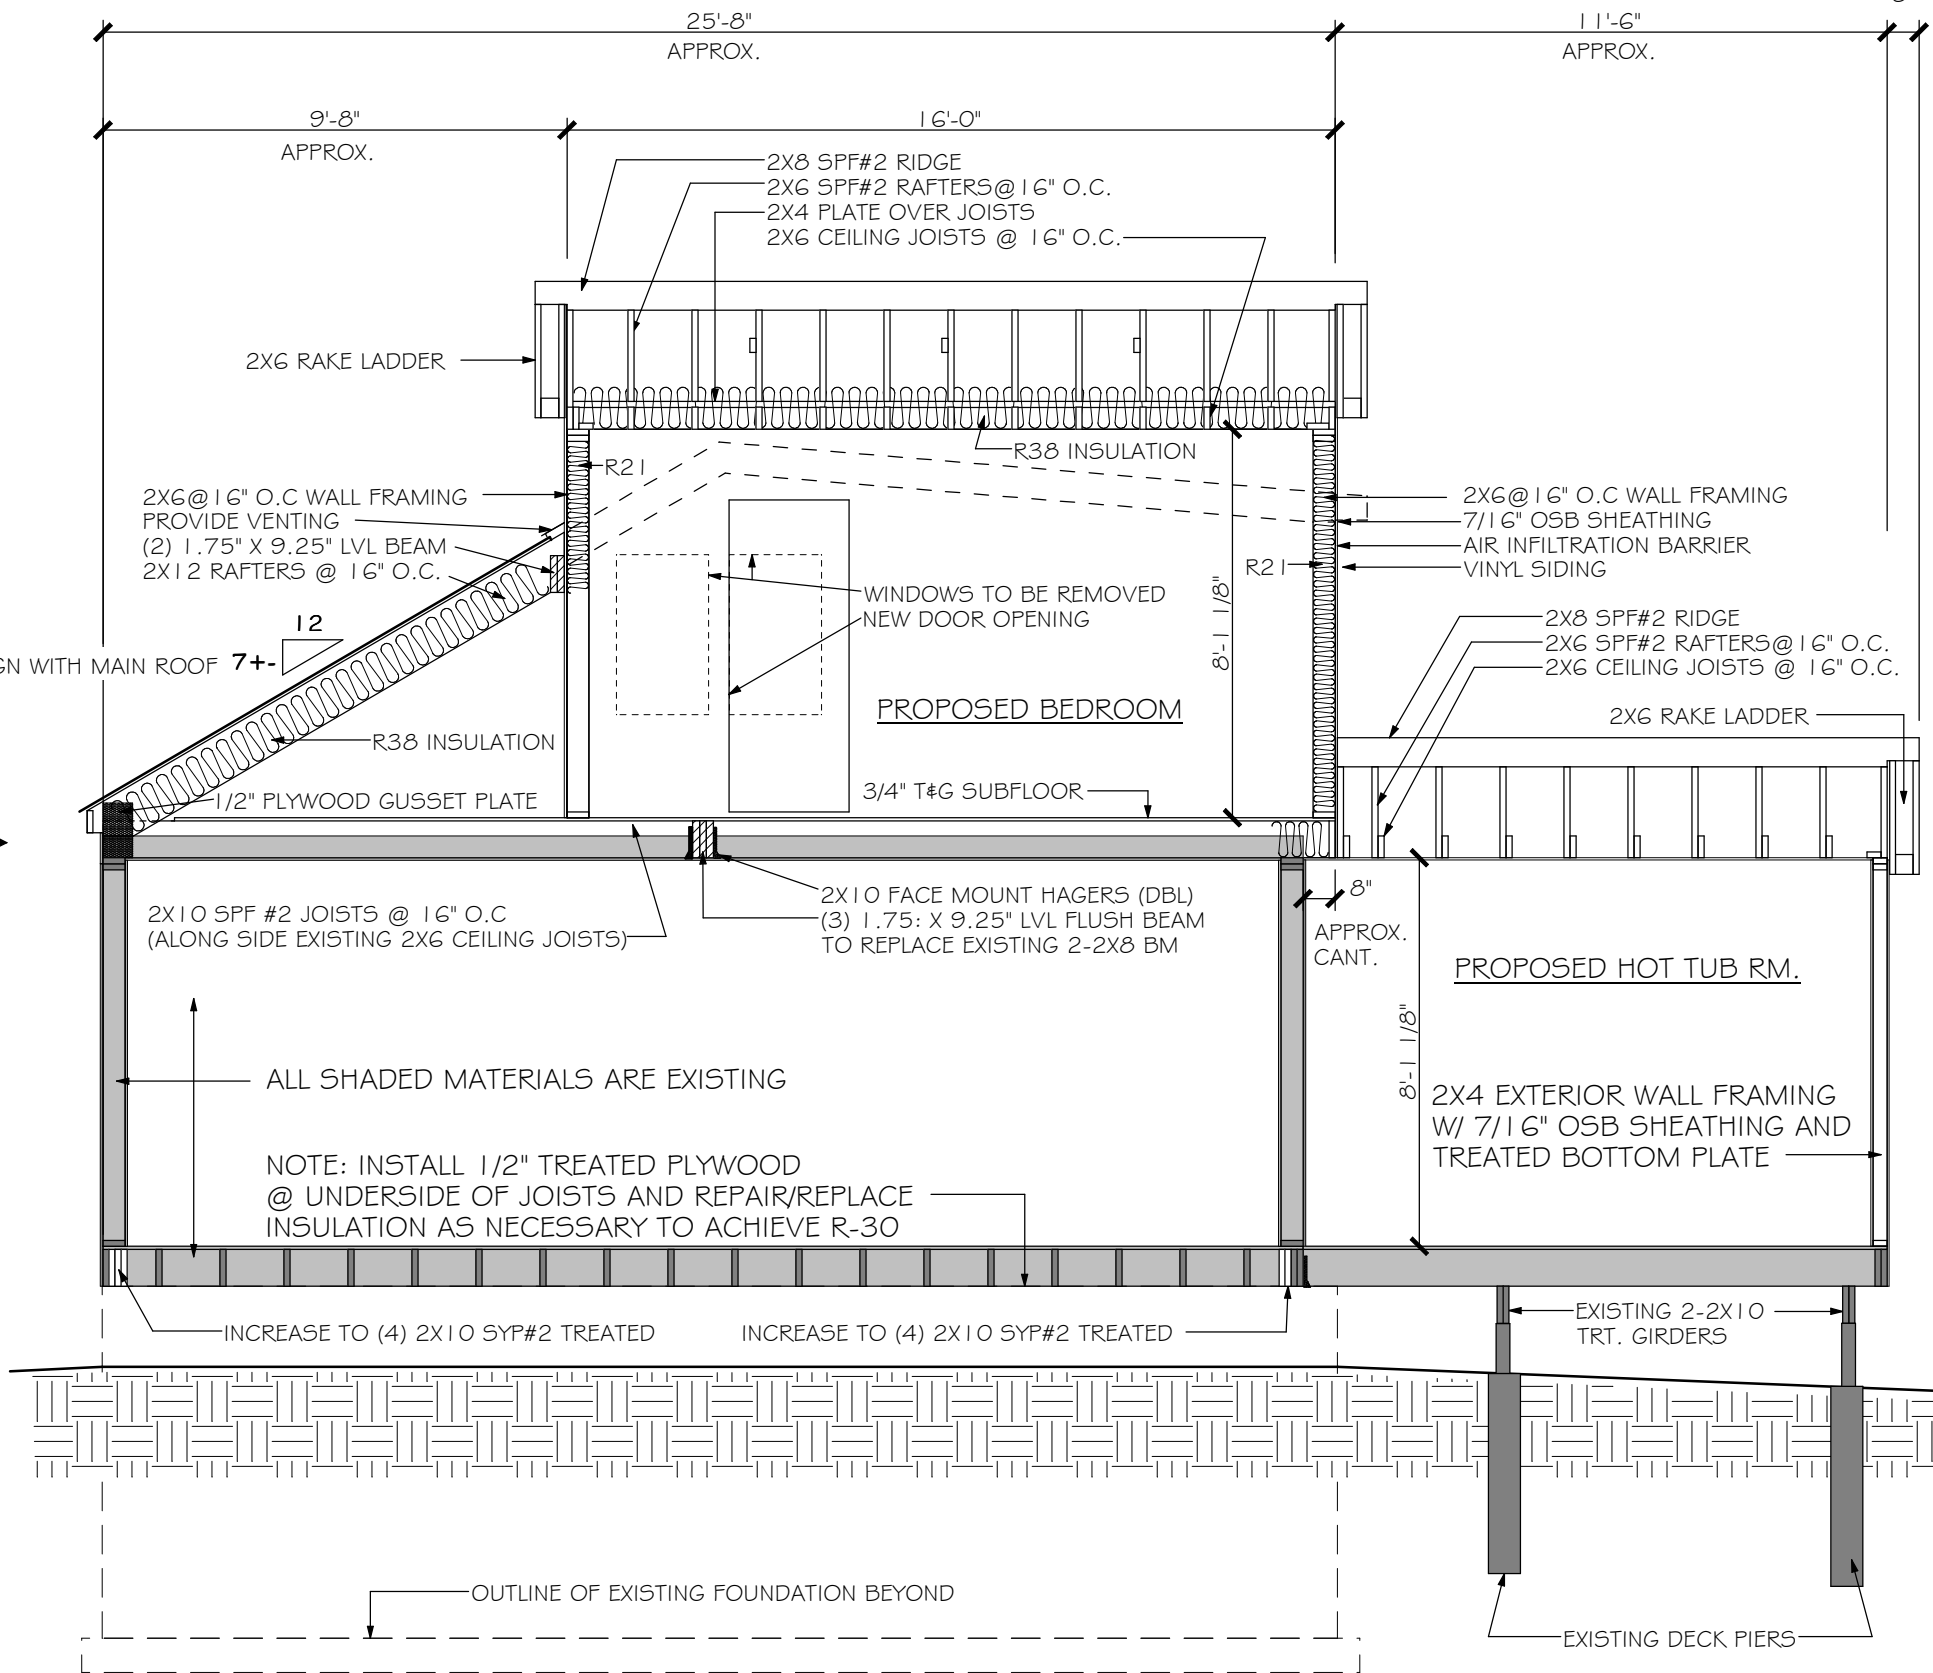 25'-8"
APPROX.
11'-6"
APPROX.
9'-8"
APPROX.
16'-0"
2X8 SPF#2 RIDGE
2X6 SPF#2 RAFTERS@16" O.C.
2X4 PLATE OVER JOISTS
2X6 CEILING JOISTS @ 16" O.C.
2X6 RAKE LADDER
R38 INSULATION
R21
2X6@16" O.C WALL FRAMING
PROVIDE VENTING
(2) 1.75" X 9.25" LVL BEAM
2X12 RAFTERS @ 16" O.C.
2X6@16" O.C WALL FRAMING
7/16" OSB SHEATHING
AIR INFILTRATION BARRIER
VINYL SIDING
R21
WINDOWS TO BE REMOVED
NEW DOOR OPENING
8'-1 1/8"
12
GN WITH MAIN ROOF 7+-
2X8 SPF#2 RIDGE
2X6 SPF#2 RAFTERS@16" O.C.
2X6 CEILING JOISTS @ 16" O.C.
PROPOSED BEDROOM
2X6 RAKE LADDER
R38 INSULATION
1/2" PLYWOOD GUSSET PLATE
3/4" T&G SUBFLOOR
2X10 SPF #2 JOISTS @ 16" O.C
(ALONG SIDE EXISTING 2X6 CEILING JOISTS)
2X10 FACE MOUNT HAGERS (DBL)
(3) 1.75: X 9.25" LVL FLUSH BEAM
TO REPLACE EXISTING 2-2X8 BM
8"
APPROX.
CANT.
PROPOSED HOT TUB RM.
8'-1 1/8"
ALL SHADED MATERIALS ARE EXISTING
2X4 EXTERIOR WALL FRAMING
W/ 7/16" OSB SHEATHING AND
TREATED BOTTOM PLATE
NOTE: INSTALL 1/2" TREATED PLYWOOD
@ UNDERSIDE OF JOISTS AND REPAIR/REPLACE
INSULATION AS NECESSARY TO ACHIEVE R-30
INCREASE TO (4) 2X10 SYP#2 TREATED
INCREASE TO (4) 2X10 SYP#2 TREATED
EXISTING 2-2X10
TRT. GIRDERS
OUTLINE OF EXISTING FOUNDATION BEYOND
EXISTING DECK PIERS